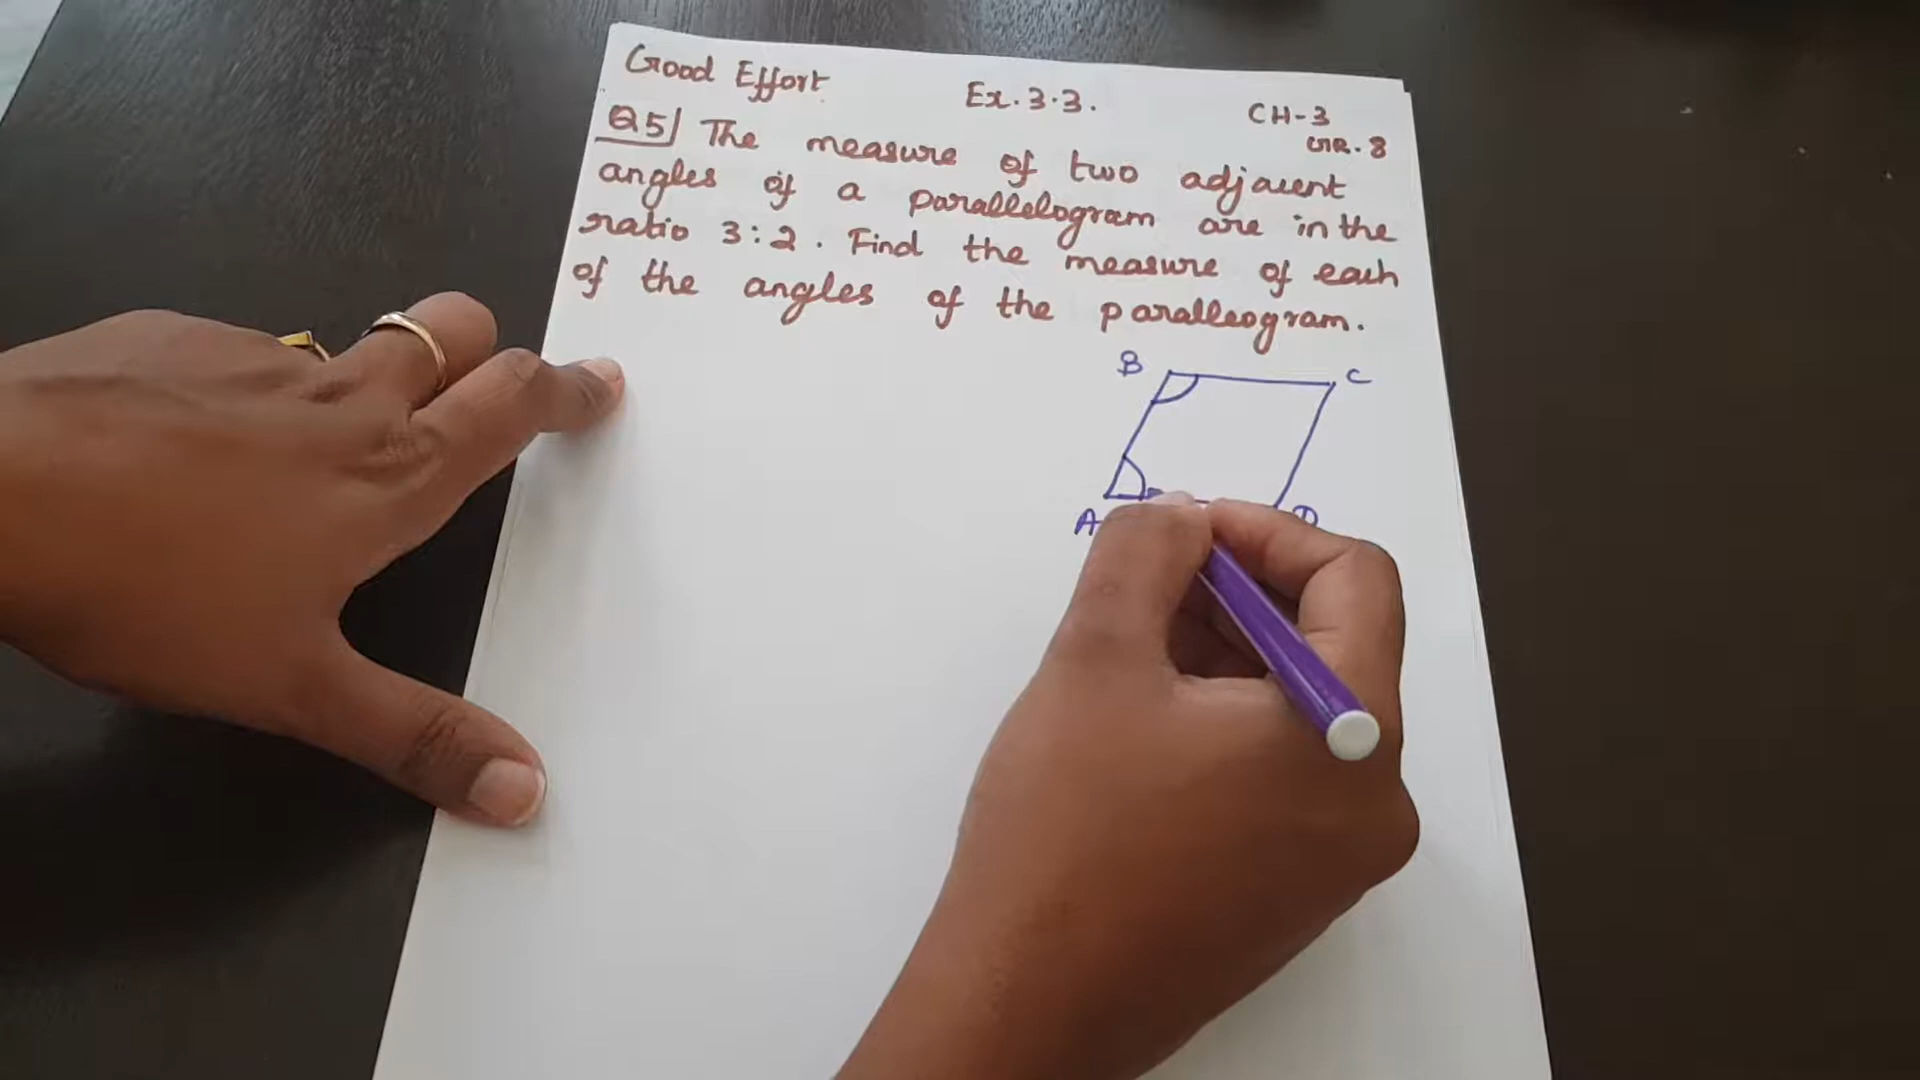 Good Effort Ex. 3.3. CH-3
GR. 8
Q5 The measure of two adjacent
angles of a parallelogram are in the
ratio 3:2. Find the measure of each
of the angles of the paralleogram.
B C
A D